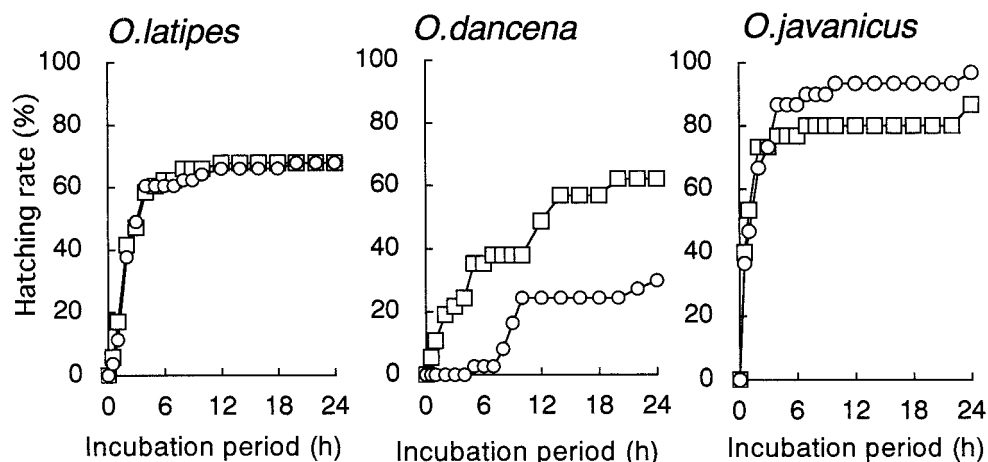 O.latipes
O.dancena
O.javanicus
Hatching rate (%)
100
80
60
40
20
0
0 6 12 18 24
Incubation period (h)
100
80
60
40
20
0
0 6 12 18 24
Incubation period (h)
100
80
60
40
20
0
0 6 12 18 24
Incubation period (h)